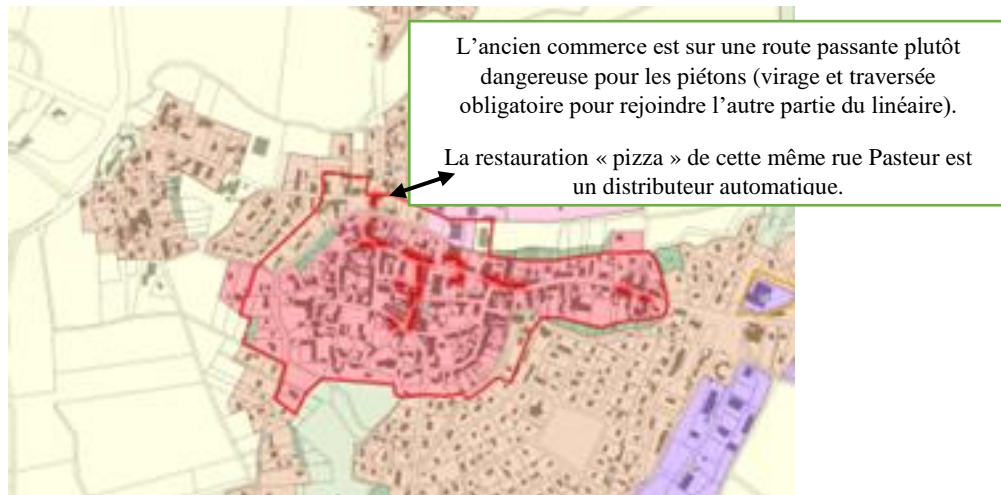 L’ancien commerce est sur une route passante plutôt
dangereuse pour les piétons (virage et traversée
obligatoire pour rejoindre l’autre partie du linéaire).
La restauration « pizza » de cette même rue Pasteur est
un distributeur automatique.